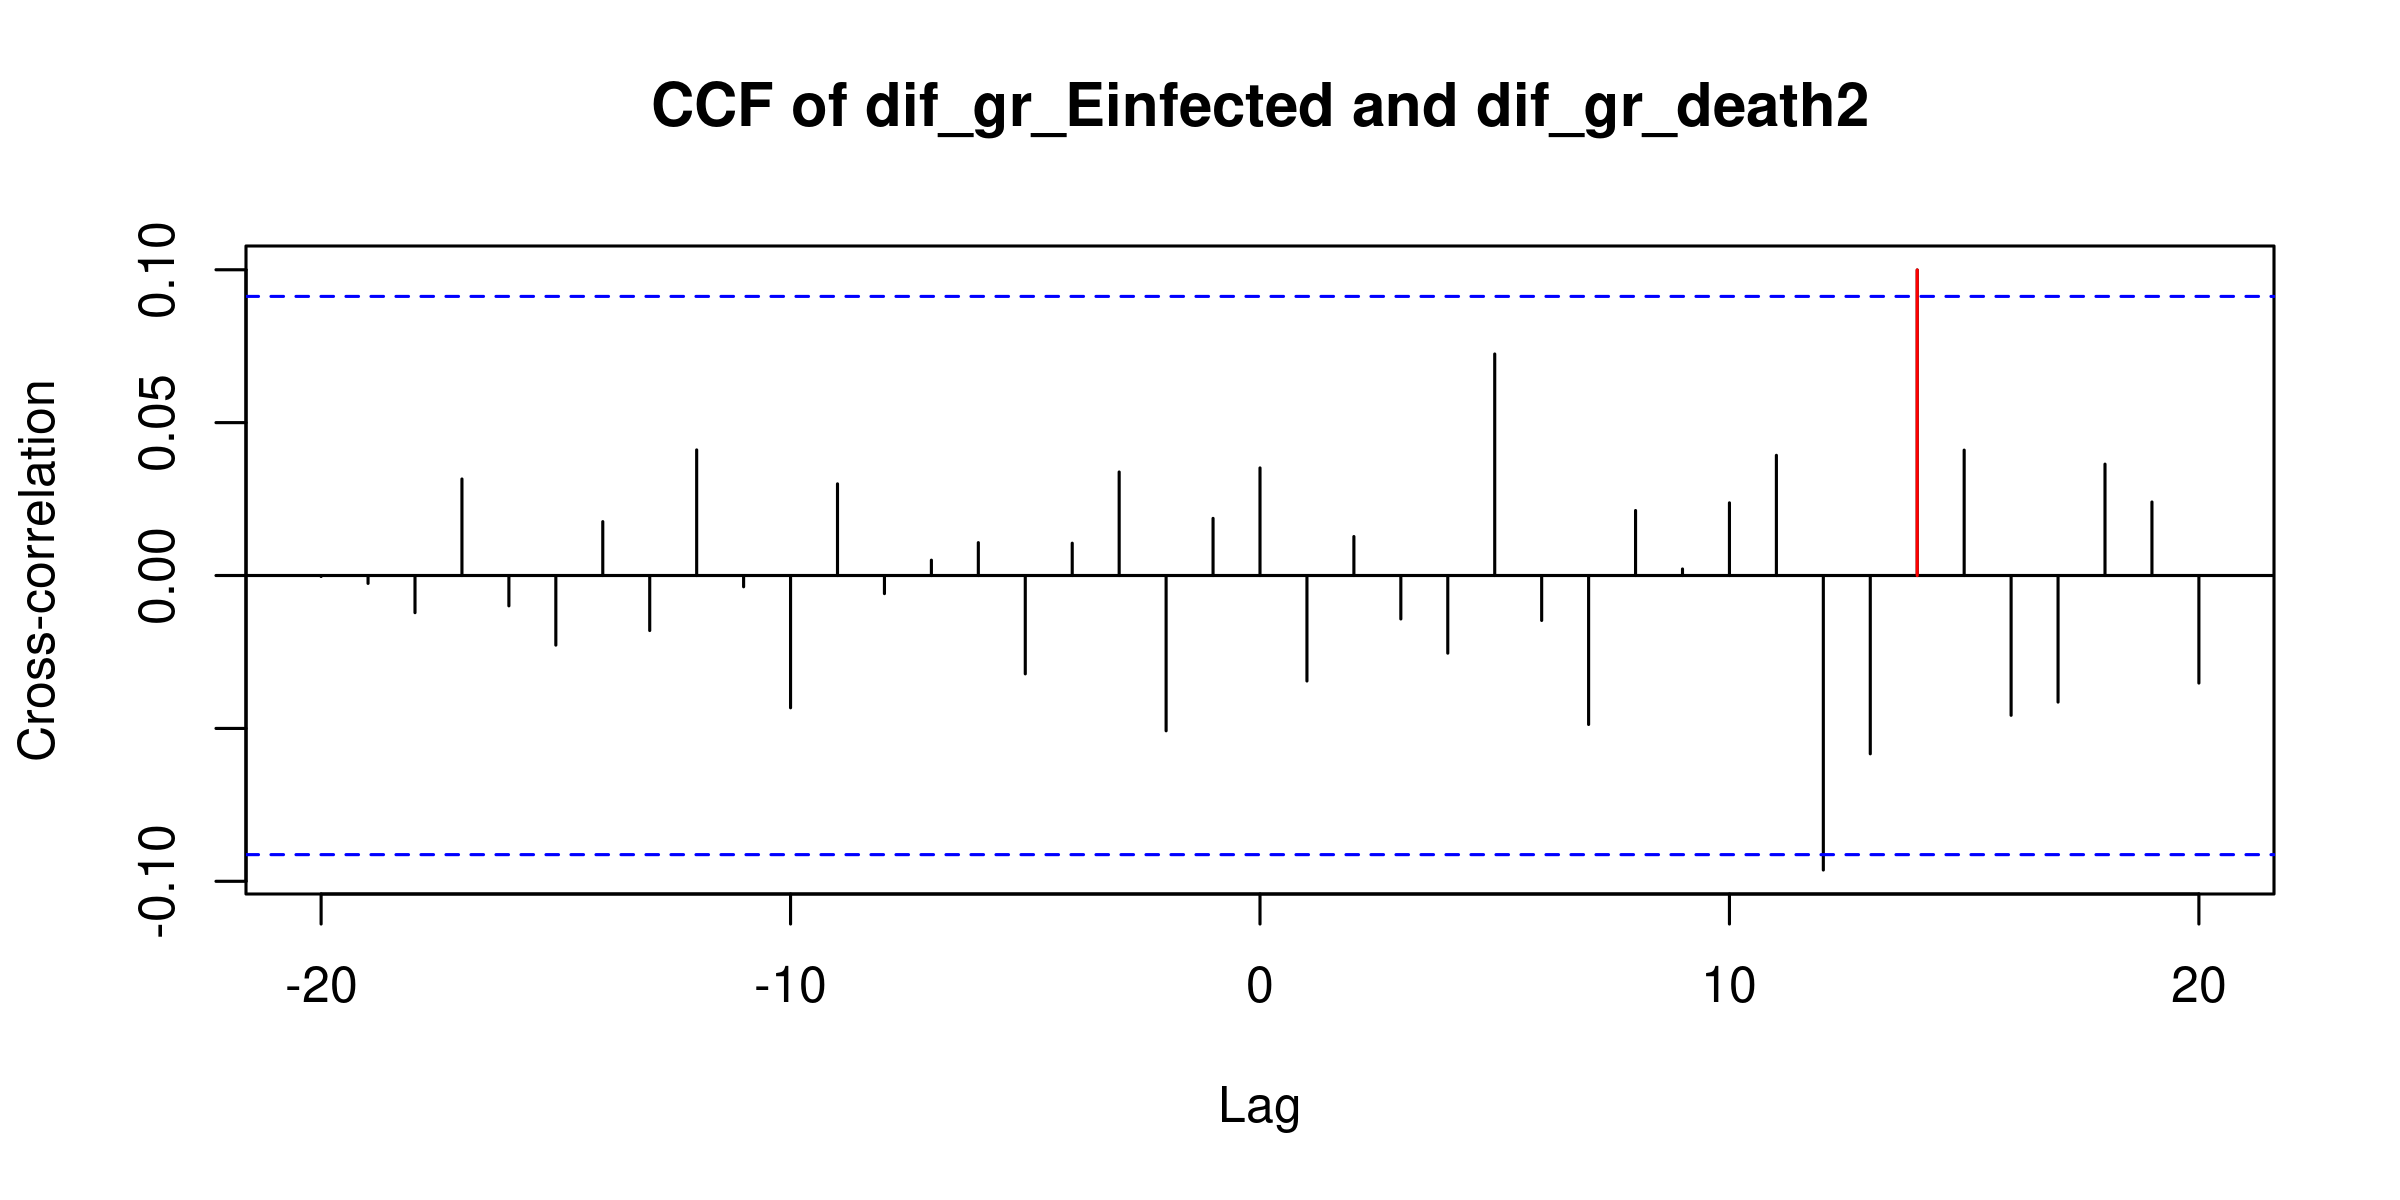 CCF of dif_gr_Einfected and dif_gr_death2
Cross-correlation
0.10
0.05
0.00
-0.10
-20 -10 0 10 20
Lag